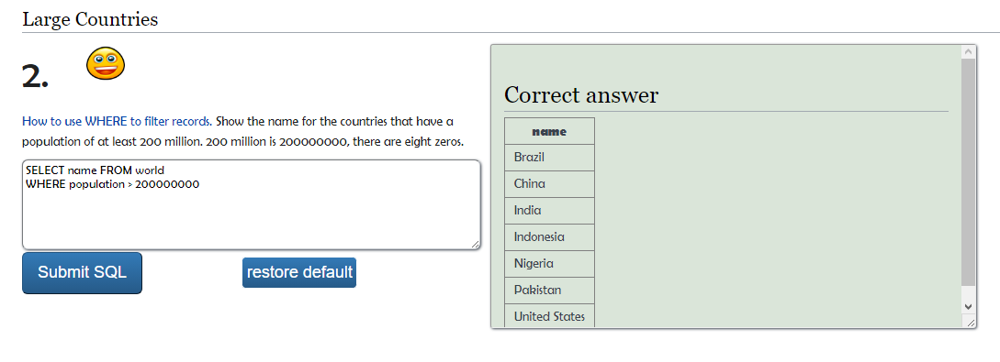 Large Countries
2.
How to use WHERE to filter records. Show the name for the countries that have a
population of at least 200 million. 200 million is 200000000, there are eight zeros.
SELECT name FROM world
WHERE population > 200000000
Submit SQL
restore default
Correct answer
name
Brazil
China
India
Indonesia
Nigeria
Pakistan
United States